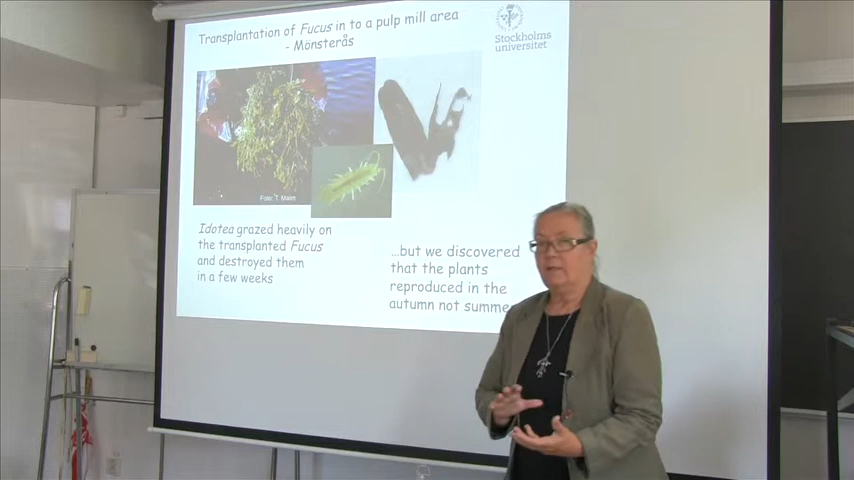 Transplantation of Fucus in to a pulp mill area
- Mönsterås
Stockholms
universitet
Foto: T. Malm
Idotea grazed heavily on
the transplanted Fucus
and destroyed them
in a few weeks
...but we discovered
that the plants
reproduced in the
autumn not summe